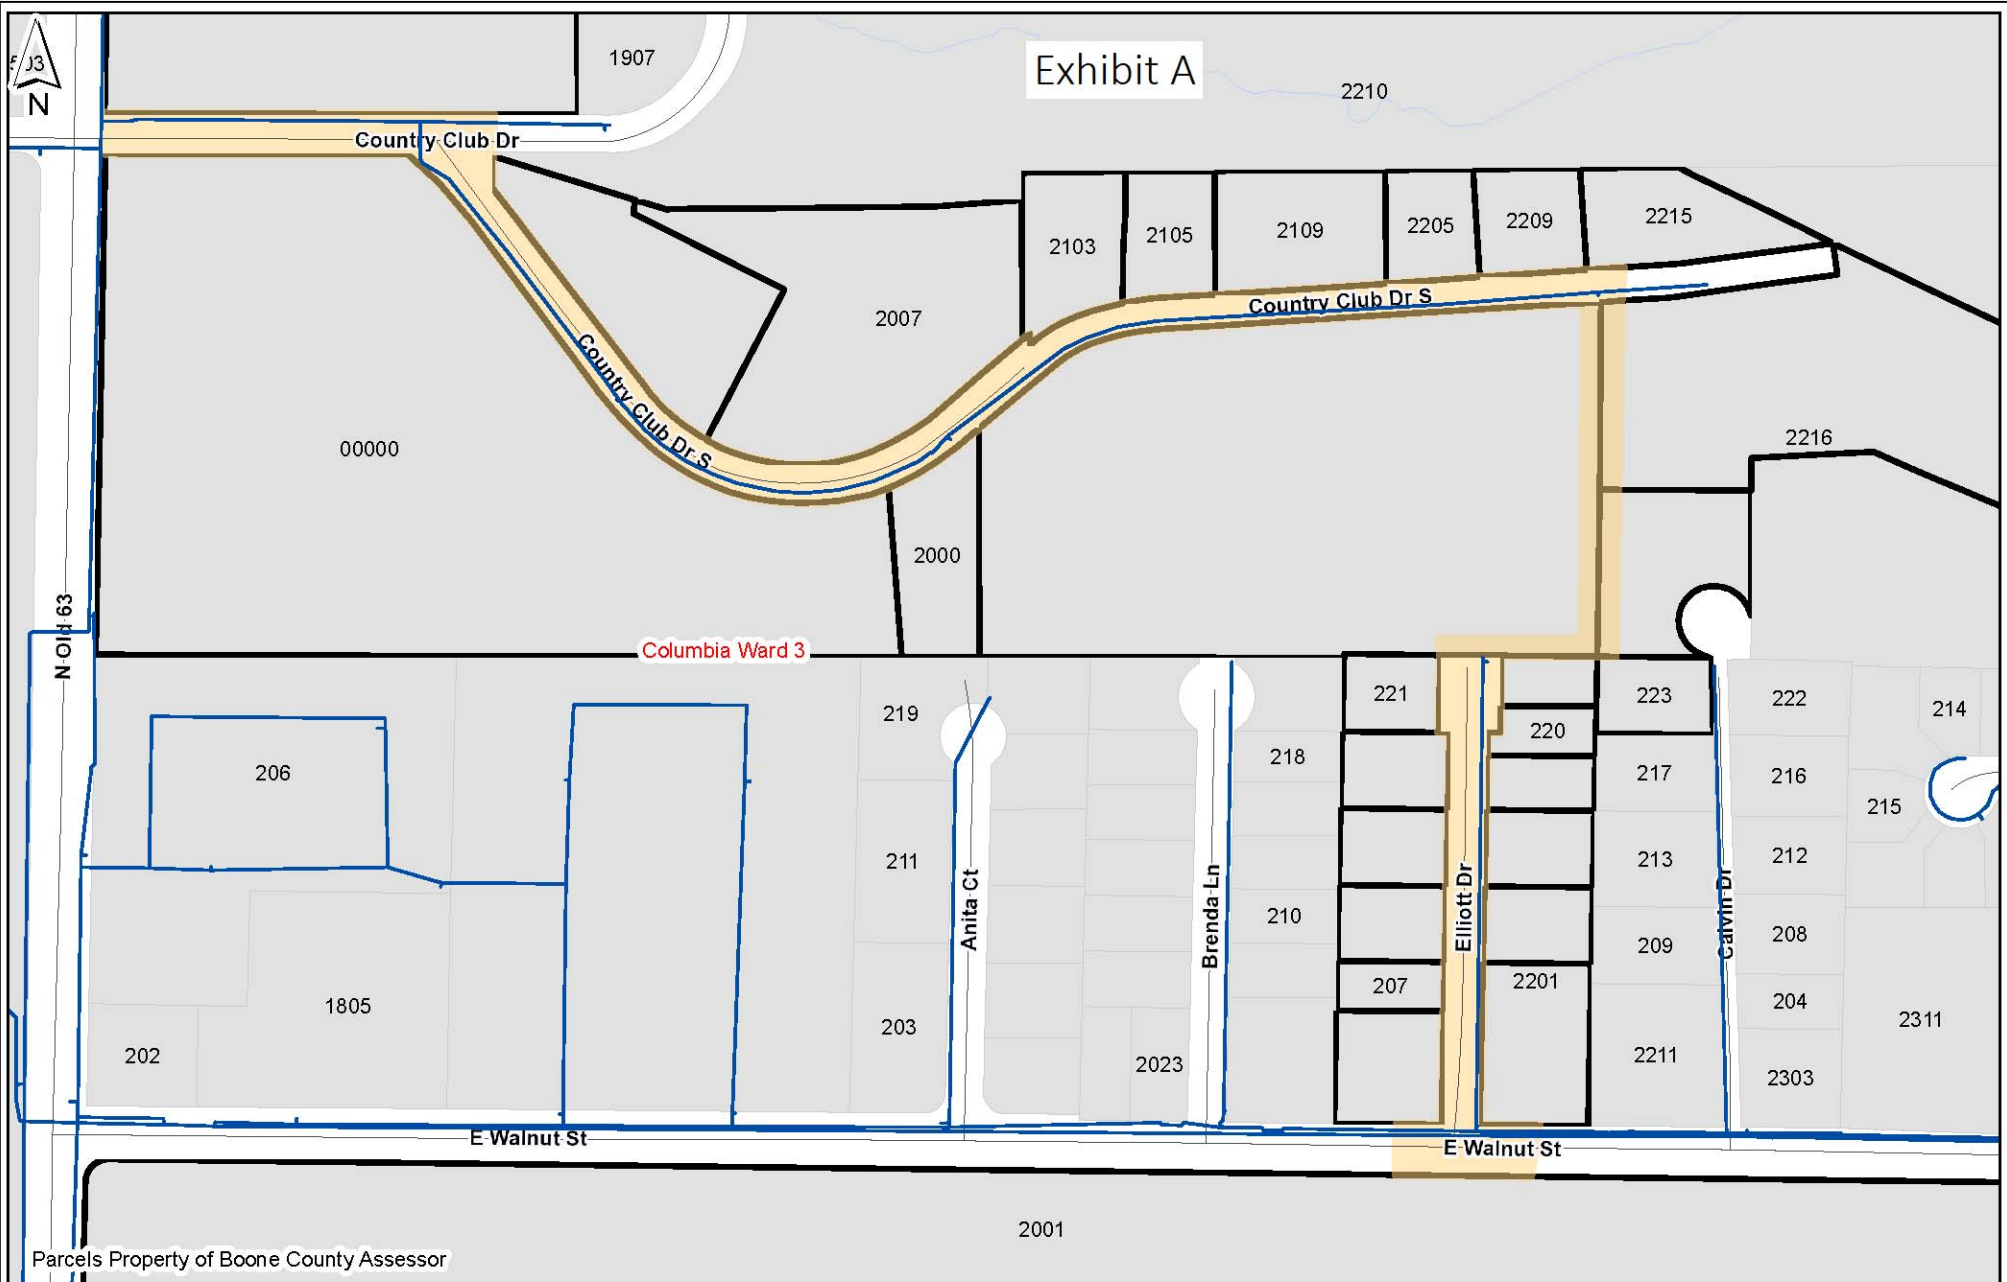 Exhibit A
N
1907
2210
Country Club Dr
2103
2105
2109
2205
2209
2215
2007
Country Club Dr S
Country Club Dr S
00000
2216
2000
N Old 63
Columbia Ward 3
221
223
222
214
219
220
206
218
217
216
215
211
213
212
Anita Ct
Brenda Ln
Elliott Dr
Calvin Dr
210
209
208
207
2201
1805
204
2311
203
202
2023
2211
2303
E Walnut St
E Walnut St
2001
Parcels Property of Boone County Assessor